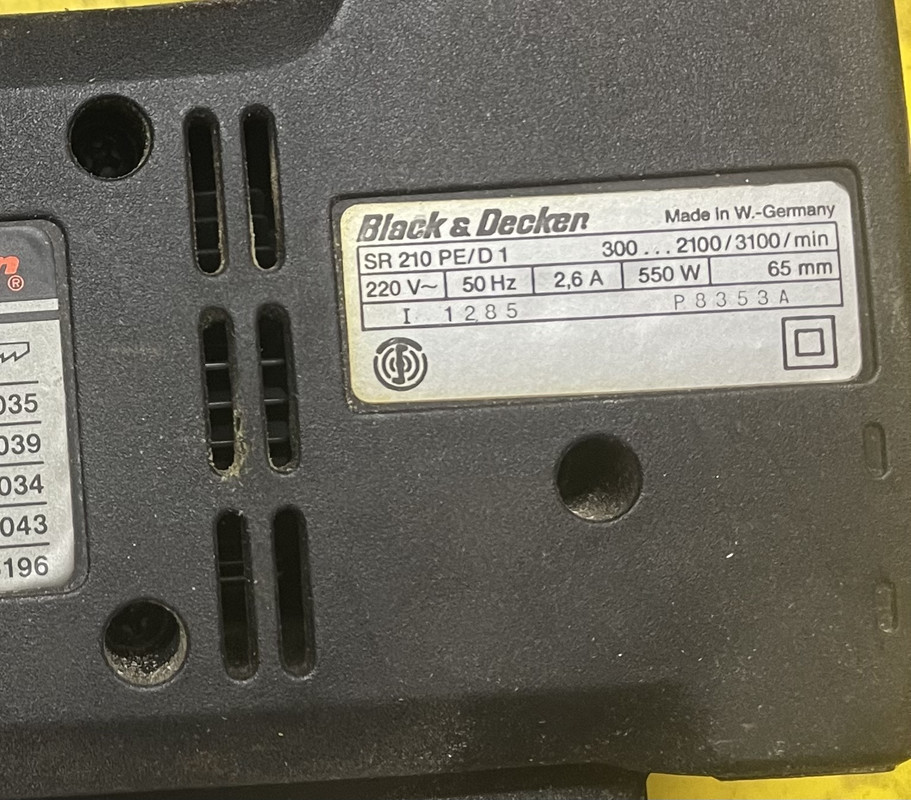 Black & Decker
Made in W.-Germany
SR 210 PE/D 1 300 . . . 2100/3100/min
220 V~ 50 Hz 2,6 A 550 W 65 mm
I 1285 P8353A
®
035
039
034
043
196